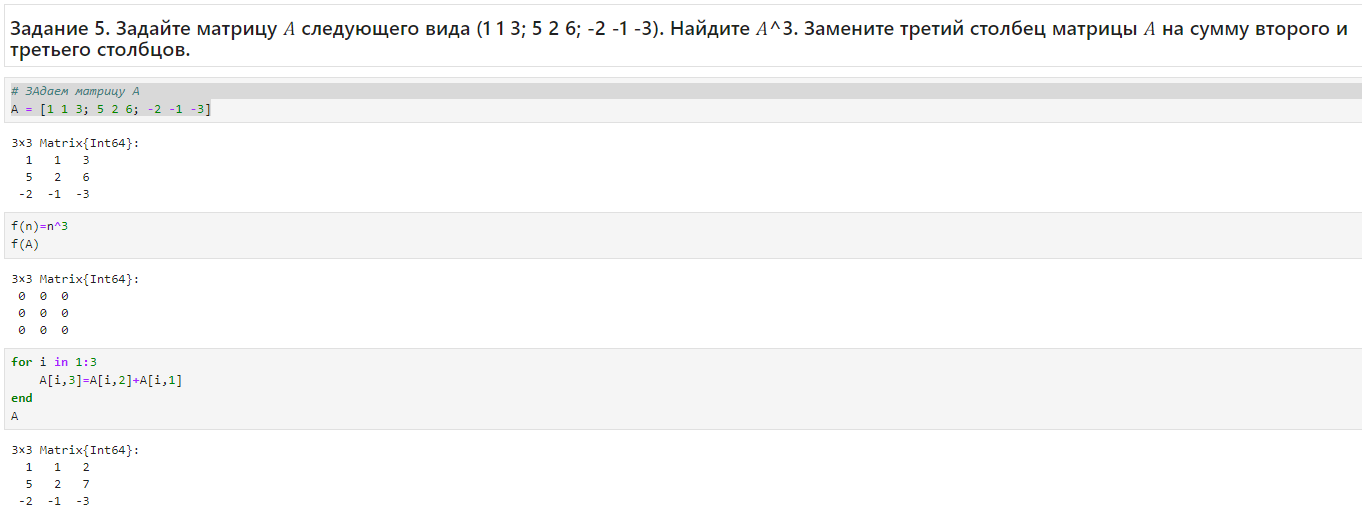 Задание 5. Задайте матрицу A следующего вида (1 1 3; 5 2 6; -2 -1 -3). Найдите A^3. Замените третий столбец матрицы A на сумму второго и
третьего столбцов.
# ЗАдаем матрицу A
A = [1 1 3; 5 2 6; -2 -1 -3]
3×3 Matrix{Int64}:
1 1 3
5 2 6
-2 -1 -3
f(n)=n^3
f(A)
3×3 Matrix{Int64}:
0 0 0
0 0 0
0 0 0
for i in 1:3
A[i,3]=A[i,2]+A[i,1]
end
A
3×3 Matrix{Int64}:
1 1 2
5 2 7
-2 -1 -3